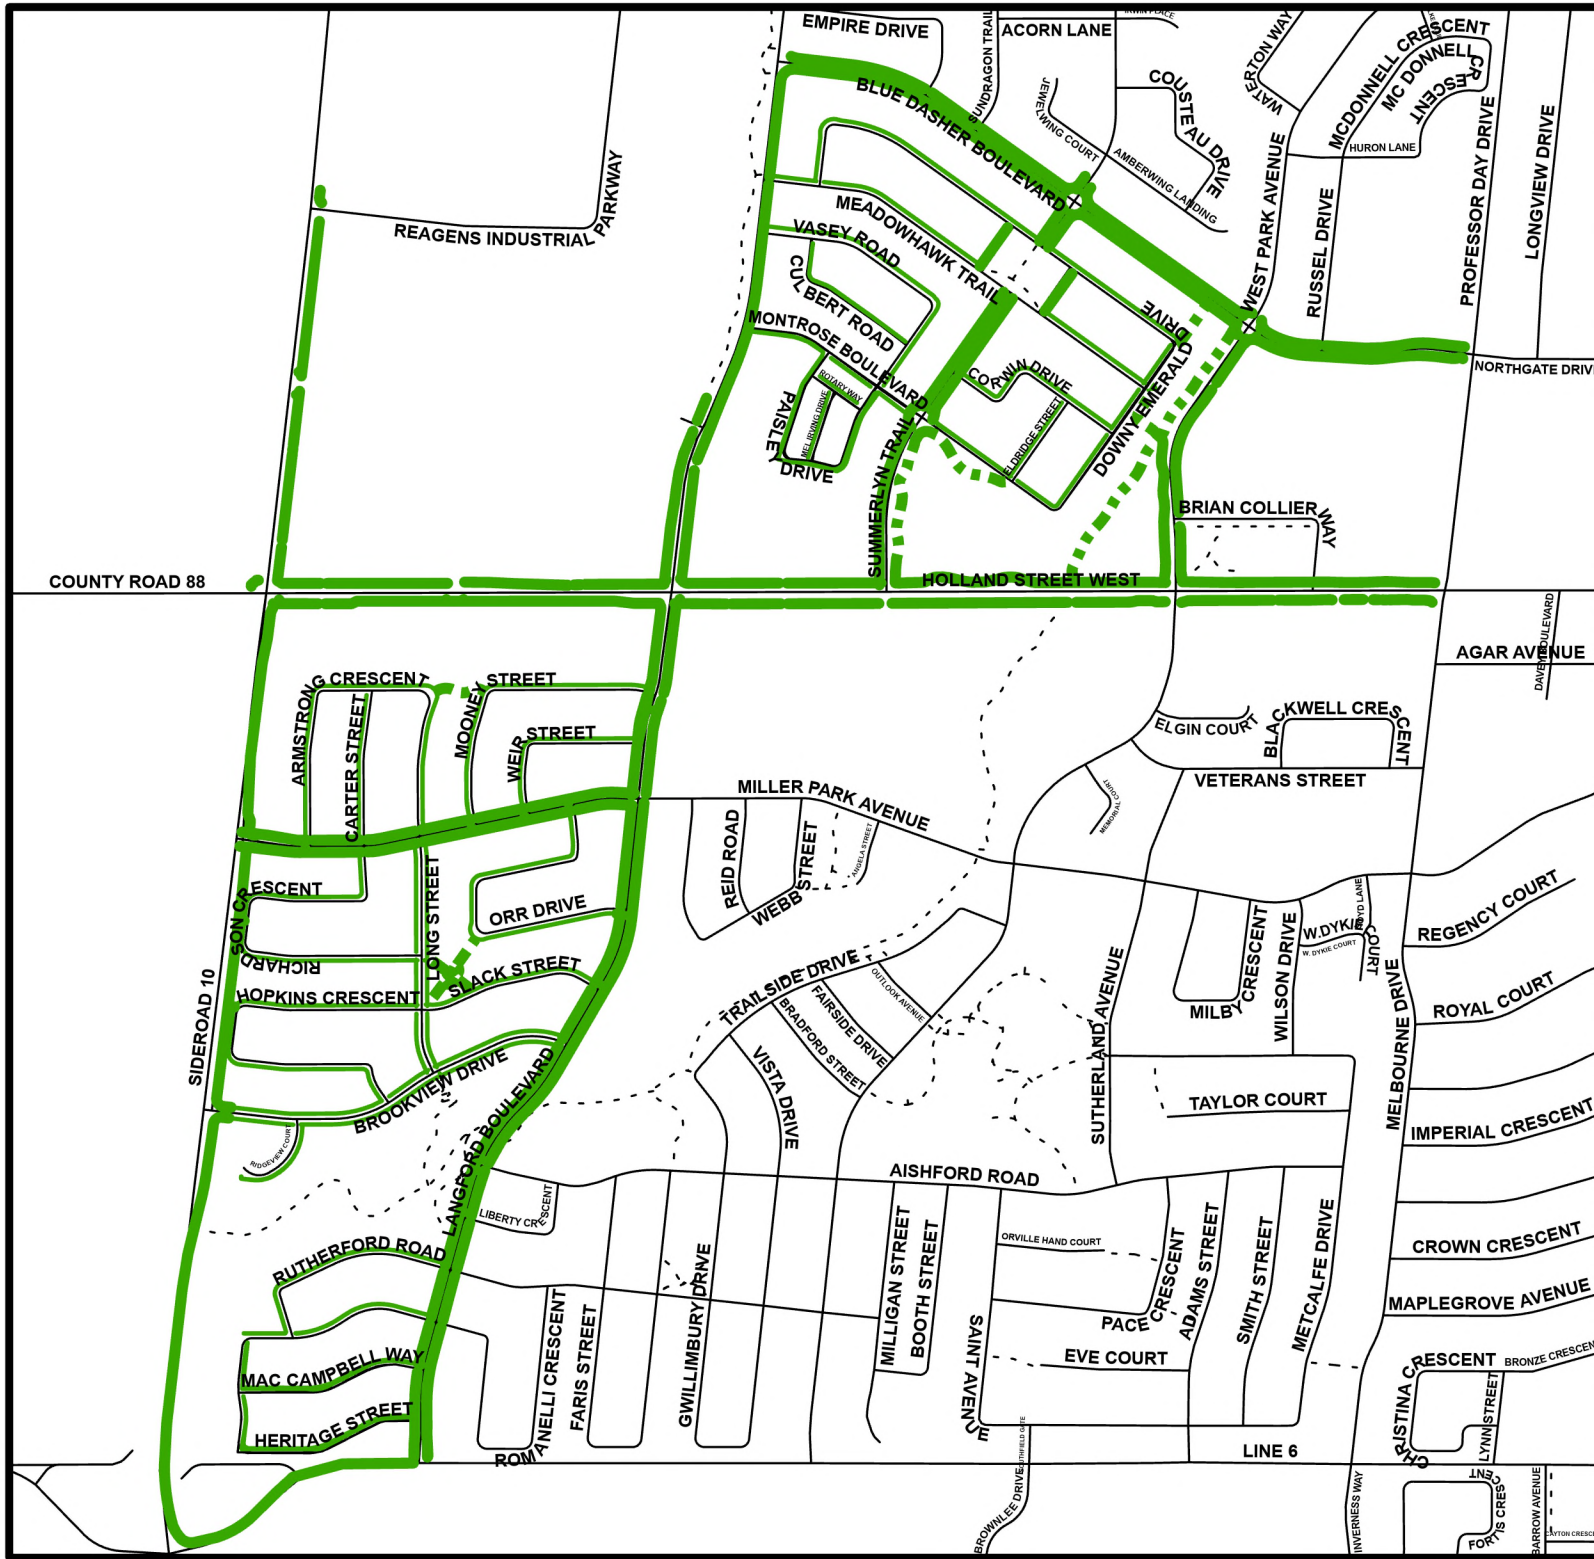 EMPIRE DRIVE
SUNDRAGON TRAIL
ACORN LANE
IRWIN PLACE
WATERTON WAY
MCDONNELL CRESCENT
MC DONNELL CRESCENT
HURON LANE
PROFESSOR DAY DRIVE
LONGVIEW DRIVE
BLUE DASHER BOULEVARD
JEWELWING COURT
COUSTEAU DRIVE
AMBERWING LANDING
WEST PARK AVENUE
RUSSEL DRIVE
REAGENS INDUSTRIAL PARKWAY
MEADOWHAWK TRAIL
VASEY ROAD
CULBERT ROAD
MONTROSE BOULEVARD
ROTARY WAY
MEL IRVING DRIVE
PAISLEY DRIVE
CORWIN DRIVE
ELDRIDGE STREET
DOWNY EMERALD DRIVE
NORTHGATE DRIVE
SUMMERLYN TRAIL
BRIAN COLLIER WAY
COUNTY ROAD 88
HOLLAND STREET WEST
AGAR AVENUE
DAVEY BOULEVARD
ARMSTRONG CRESCENT
CARTER STREET
MOONEY STREET
WEIR STREET
ELGIN COURT
BLACKWELL CRESCENT
VETERANS STREET
MEMORIAL COURT
MILLER PARK AVENUE
REID ROAD
WEBB STREET
ANGELA STREET
RICHARDSON CRESCENT
LONG STREET
ORR DRIVE
SLACK STREET
HOPKINS CRESCENT
SIDEROAD 10
BROOKVIEW DRIVE
RIDGEVIEW COURT
LANGFORD BOULEVARD
TRAILSIDE DRIVE
OUTLOOK AVENUE
FAIRSIDE DRIVE
BRADFORD STREET
VISTA DRIVE
SUTHERLAND AVENUE
MILBY CRESCENT
WILSON DRIVE
W.DYKIE COURT
W. DYKIE COURT
MELBOURNE DRIVE
REGENCY COURT
ROYAL COURT
TAYLOR COURT
IMPERIAL CRESCENT
AISHFORD ROAD
LIBERTY CRESCENT
RUTHERFORD ROAD
ORVILLE HAND COURT
CROWN CRESCENT
MAPLEGROVE AVENUE
MILLIGAN STREET
BOOTH STREET
GWILLIMBURY DRIVE
FARIS STREET
ROMANELLI CRESCENT
PACE CRESCENT
ADAMS STREET
SMITH STREET
METCALFE DRIVE
EVE COURT
SAINT AVENUE
MAC CAMPBELL WAY
HERITAGE STREET
CHRISTINA CRESCENT
BRONZE CRESCEN
LYNN STREET
LINE 6
BROWNLEE DRIVE
INVERNESS WAY
FORTIS CRESCENT
BARROW AVENUE